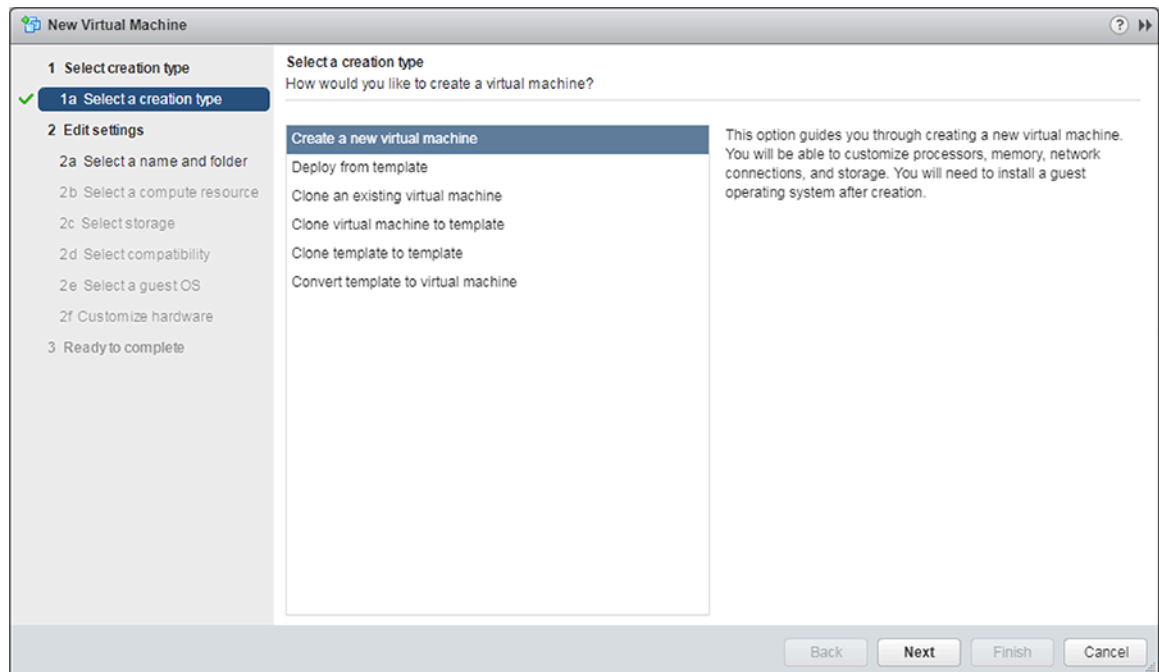 New Virtual Machine
?
1 Select creation type
1a Select a creation type
2 Edit settings
2a Select a name and folder
2b Select a compute resource
2c Select storage
2d Select compatibility
2e Select a guest OS
2f Customize hardware
3 Ready to complete
Select a creation type
How would you like to create a virtual machine?
Create a new virtual machine
Deploy from template
Clone an existing virtual machine
Clone virtual machine to template
Clone template to template
Convert template to virtual machine
This option guides you through creating a new virtual machine.
You will be able to customize processors, memory, network
connections, and storage. You will need to install a guest
operating system after creation.
Back
Next
Finish
Cancel